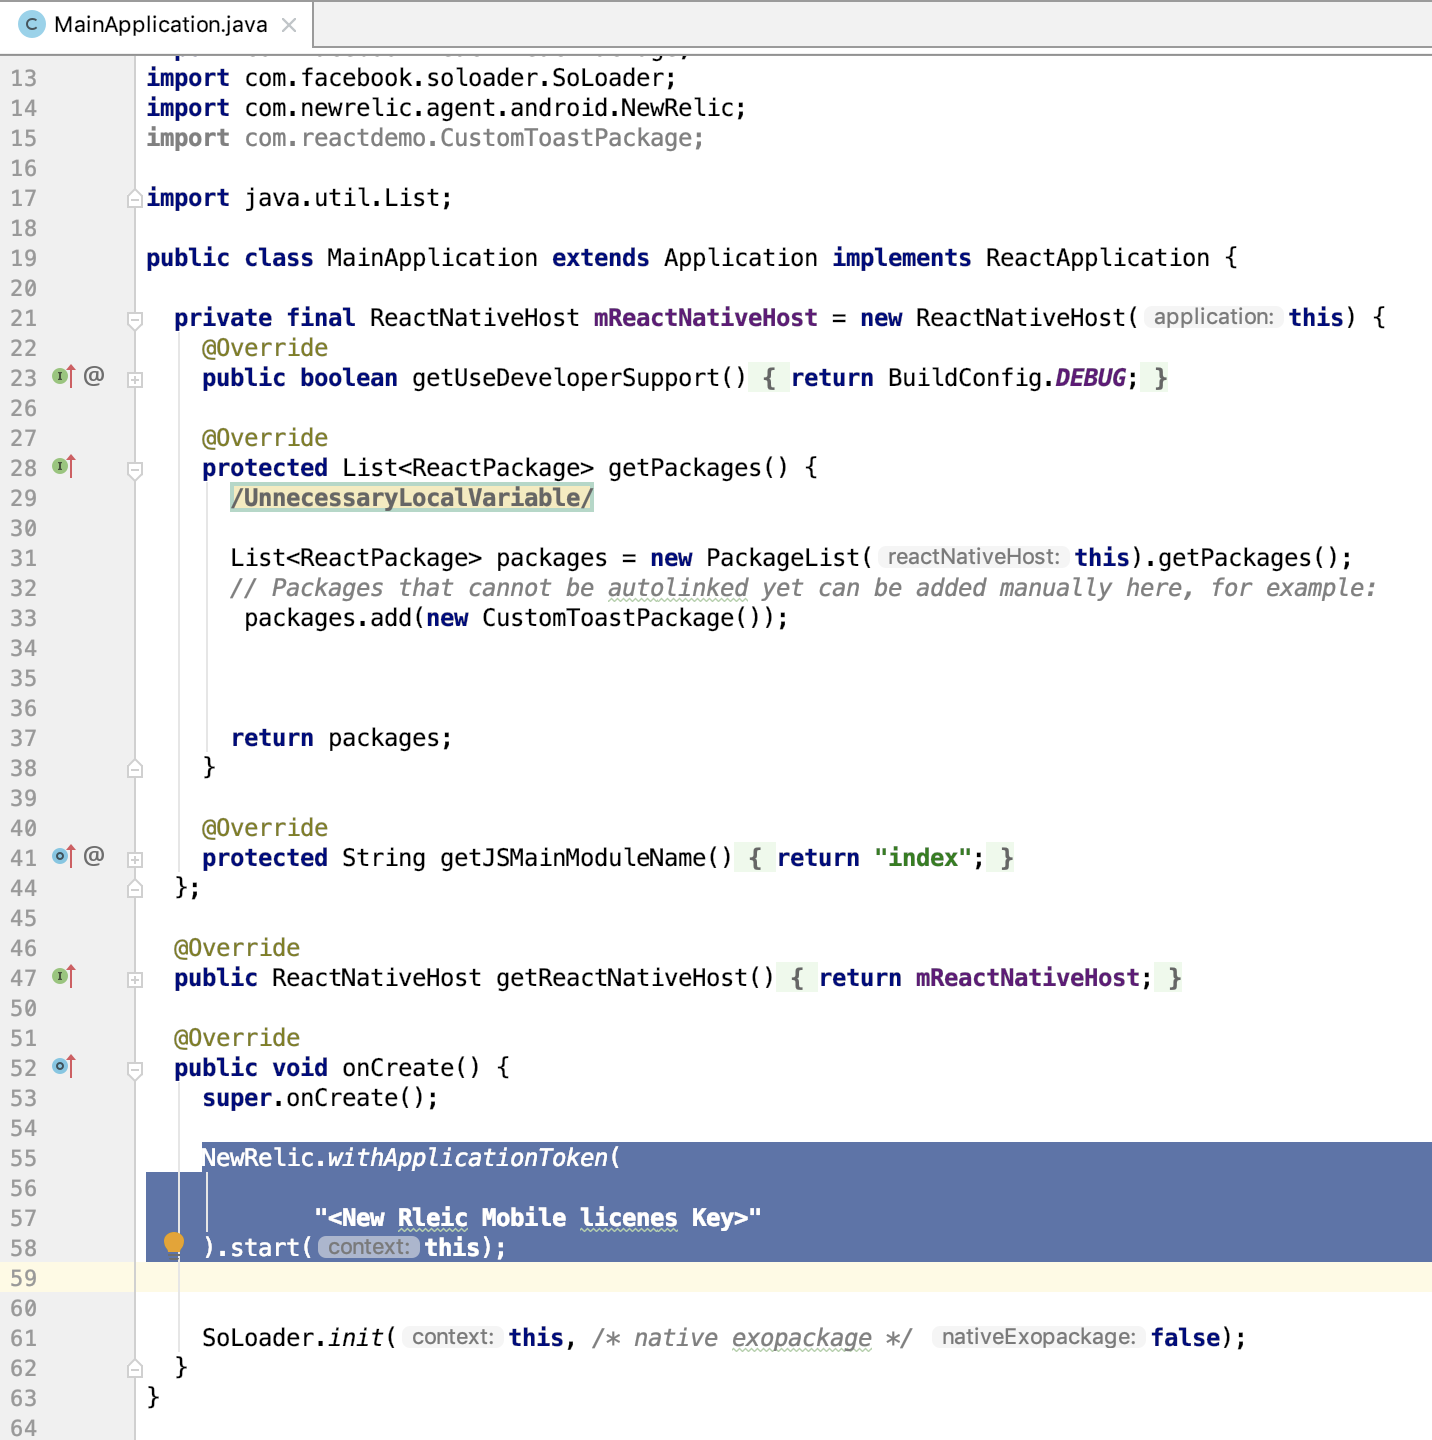 C MainApplication.java ×
13 import com.facebook.soloader.SoLoader;
14 import com.newrelic.agent.android.NewRelic;
15 import com.reactdemo.CustomToastPackage;
16
17 import java.util.List;
18
19 public class MainApplication extends Application implements ReactApplication {
20
21 private final ReactNativeHost mReactNativeHost = new ReactNativeHost( application: this) {
22 @Override
23 @ public boolean getUseDeveloperSupport() { return BuildConfig.DEBUG; }
26
27 @Override
28 protected List<ReactPackage> getPackages() {
29 /UnnecessaryLocalVariable/
30
31 List<ReactPackage> packages = new PackageList( reactNativeHost: this).getPackages();
32 // Packages that cannot be autolinked yet can be added manually here, for example:
33 packages.add(new CustomToastPackage());
34
35
36
37 return packages;
38 }
39
40 @Override
41 @ protected String getJSMainModuleName() { return "index"; }
44 };
45
46 @Override
47 public ReactNativeHost getReactNativeHost() { return mReactNativeHost; }
50
51 @Override
52 public void onCreate() {
53 super.onCreate();
54
55 NewRelic.withApplicationToken(
56
57 "<New Rleic Mobile licenes Key>"
58 ).start( context: this);
59
60
61 SoLoader.init( context: this, /* native exopackage */ nativeExopackage: false);
62 }
63 }
64